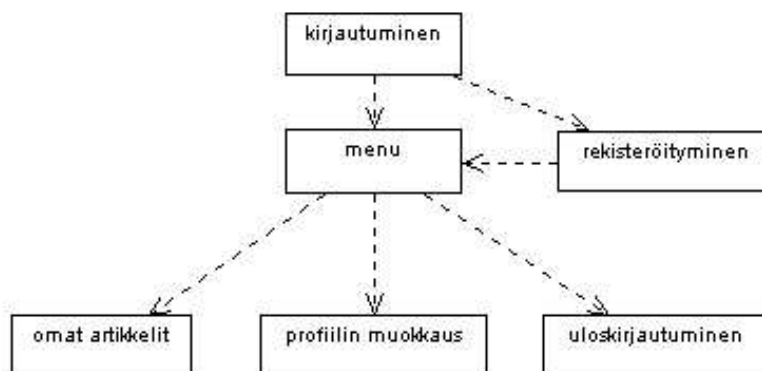 kirjautuminen
menu
rekisteröityminen
omat artikkelit
profiilin muokkaus
uloskirjautuminen